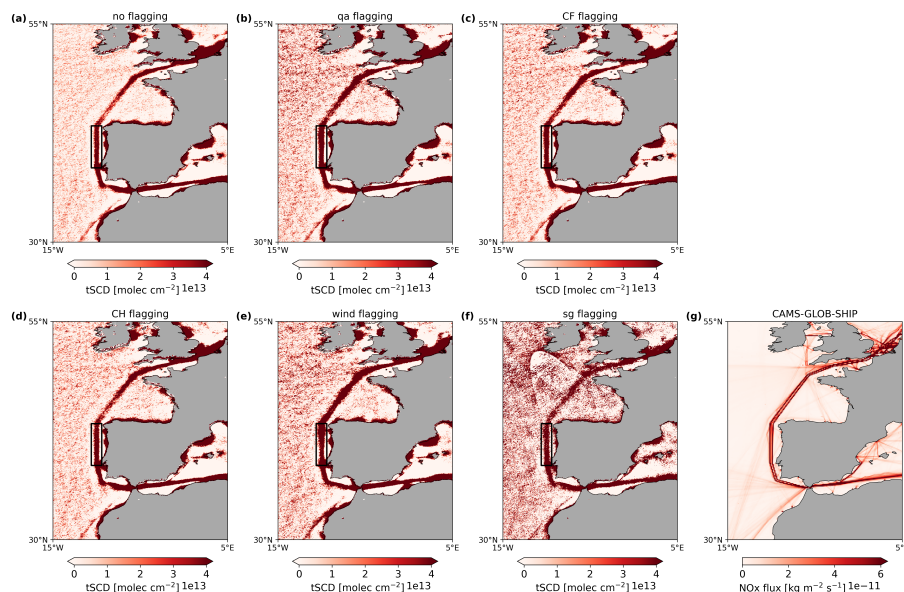 (a) no flagging
(b) qa flagging
(c) CF flagging
55°N
55°N
55°N
30°N
30°N
30°N
15°W 5°E
15°W 5°E
15°W 5°E
0 1 2 3 4
0 1 2 3 4
0 1 2 3 4
tSCD [molec cm⁻²] 1e13
tSCD [molec cm⁻²] 1e13
tSCD [molec cm⁻²] 1e13
(d) CH flagging
(e) wind flagging
(f) sg flagging
(g) CAMS-GLOB-SHIP
55°N
55°N
55°N
55°N
30°N
30°N
30°N
30°N
15°W 5°E
15°W 5°E
15°W 5°E
15°W 5°E
0 1 2 3 4
0 1 2 3 4
0 1 2 3 4
0 2 4 6
tSCD [molec cm⁻²] 1e13
tSCD [molec cm⁻²] 1e13
tSCD [molec cm⁻²] 1e13
NOx flux [kg m⁻² s⁻¹] 1e−11